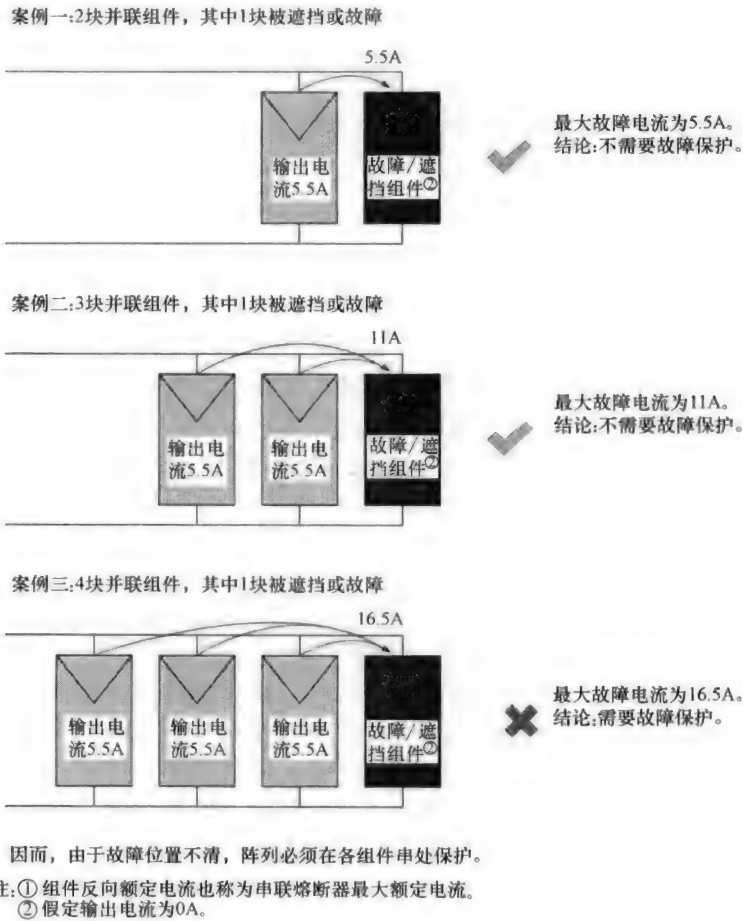 案例一:2块并联组件，其中1块被遮挡或故障
5.5A
输出电
流5.5A
故障/遮
挡组件②
最大故障电流为5.5A。
结论:不需要故障保护。
案例二:3块并联组件，其中1块被遮挡或故障
11A
输出电
流5.5A
输出电
流5.5A
故障/遮
挡组件②
最大故障电流为11A。
结论:不需要故障保护。
案例三:4块并联组件，其中1块被遮挡或故障
16.5A
输出电
流5.5A
输出电
流5.5A
输出电
流5.5A
故障/遮
挡组件②
最大故障电流为16.5A。
结论:需要故障保护。
因而，由于故障位置不清，阵列必须在各组件串处保护。
注:①组件反向额定电流也称为串联熔断器最大额定电流。
②假定输出电流为0A。